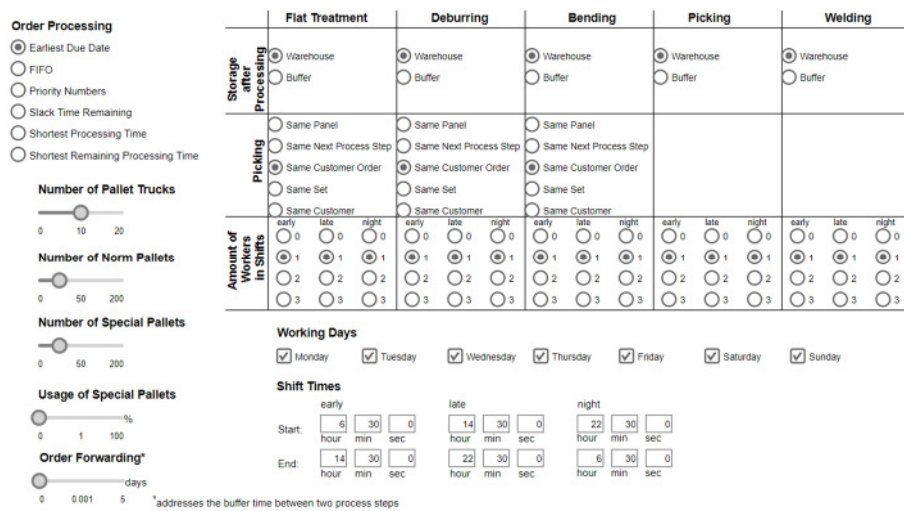 Order Processing
Earliest Due Date
FIFO
Priority Numbers
Slack Time Remaining
Shortest Processing Time
Shortest Remaining Processing Time
Number of Pallet Trucks
0 10 20
Number of Norm Pallets
0 50 200
Number of Special Pallets
0 50 200
Usage of Special Pallets
%
0 1 100
Order Forwarding*
days
0 0.001 5
*addresses the buffer time between two process steps
Flat Treatment Deburring Bending Picking Welding
Storage after Processing
Warehouse Warehouse Warehouse Warehouse Warehouse
Buffer Buffer Buffer Buffer Buffer
Picking
Same Panel Same Panel Same Panel
Same Next Process Step Same Next Process Step Same Next Process Step
Same Customer Order Same Customer Order Same Customer Order
Same Set Same Set Same Set
Same Customer Same Customer Same Customer
Amount of Workers in Shifts
early late night early late night early late night early late night early late night
0 0 0 0 0 0 0 0 0 0 0 0 0 0 0
1 1 1 1 1 1 1 1 1 1 1 1 1 1 1
2 2 2 2 2 2 2 2 2 2 2 2 2 2 2
3 3 3 3 3 3 3 3 3 3 3 3 3 3 3
Working Days
Monday Tuesday Wednesday Thursday Friday Saturday Sunday
Shift Times
early late night
Start: 6 30 0 14 30 0 22 30 0
hour min sec hour min sec hour min sec
End: 14 30 0 22 30 0 6 30 0
hour min sec hour min sec hour min sec